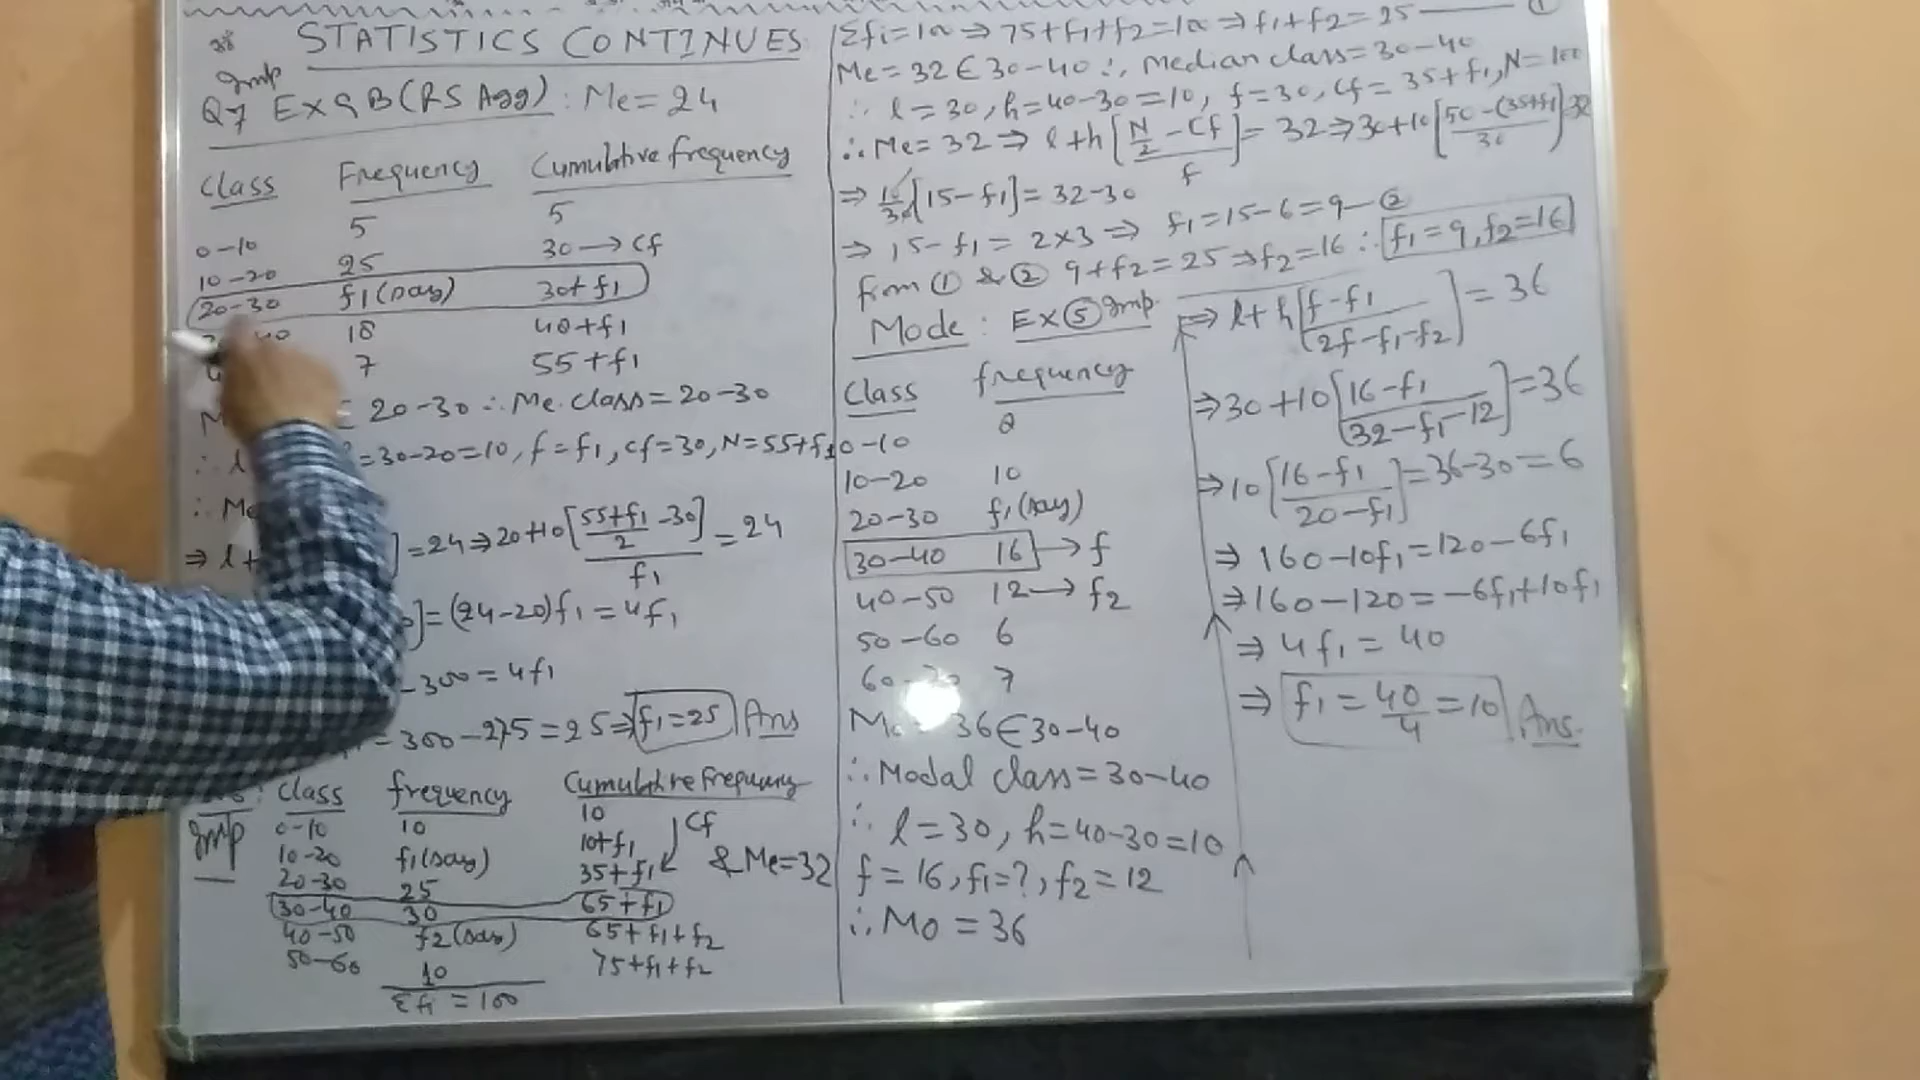 STATISTICS CONTINUES
Imp
Q7 Ex 9B (RS Agg) : Me = 24
Class Frequency Cumulative frequency
0-10 5 5
10-20 25 30 → cf
20-30 f1 (say) 30+f1
18 48+f1
7 55+f1
20-30 ∴ Me. class = 20-30
∴ l = 30-20 = 10, f = f1, cf = 30, N = 55+f1
∴ Me
⇒ l+ ] = 24 ⇒ 20+10[(55+f1)/2 - 30]/f1 = 24
] = (24-20)f1 = 4f1
-300 = 4f1
= 300-275 = 25 ⇒ f1 = 25 Ans
Imp
Class frequency Cumulative frequency
0-10 10 10
10-20 f1 (say) 10+f1 cf
20-30 25 35+f1 & Me = 32
30-40 30 65+f1
40-50 f2 (say) 65+f1+f2
50-60 10 75+f1+f2
Σfi = 100
Σfi = 100 ⇒ 75+f1+f2 = 100 ⇒ f1+f2 = 25 — ①
Me = 32 ∈ 30-40 ∴ median class = 30-40
∴ l = 30, h = 40-30 = 10, f = 30, cf = 35+f1, N = 100
∴ Me = 32 ⇒ l+h[N/2 - cf]/f = 32 ⇒ 30+10[50-(35+f1)/30] = 32
⇒ 10/30 [15-f1] = 32-30
⇒ 15-f1 = 2×3 ⇒ f1 = 15-6 = 9 — ②
from ① & ② 9+f2 = 25 ⇒ f2 = 16 ∴ f1 = 9, f2 = 16
Mode : Ex ⑤ Imp.
Class frequency
0-10 8
10-20 10
20-30 f1 (say)
30-40 16 → f
40-50 12 → f2
50-60 6
60-70 7
Mo = 36 ∈ 30-40
∴ Modal class = 30-40
∴ l = 30, h = 40-30 = 10
f = 16, f1 = ?, f2 = 12
∴ Mo = 36
⇒ l+h[(f-f1)/(2f-f1-f2)] = 36
⇒ 30+10[(16-f1)/(32-f1-12)] = 36
⇒ 10[(16-f1)/(20-f1)] = 36-30 = 6
⇒ 160-10f1 = 120-6f1
⇒ 160-120 = -6f1+10f1
⇒ 4f1 = 40
⇒ f1 = 40/4 = 10 Ans.